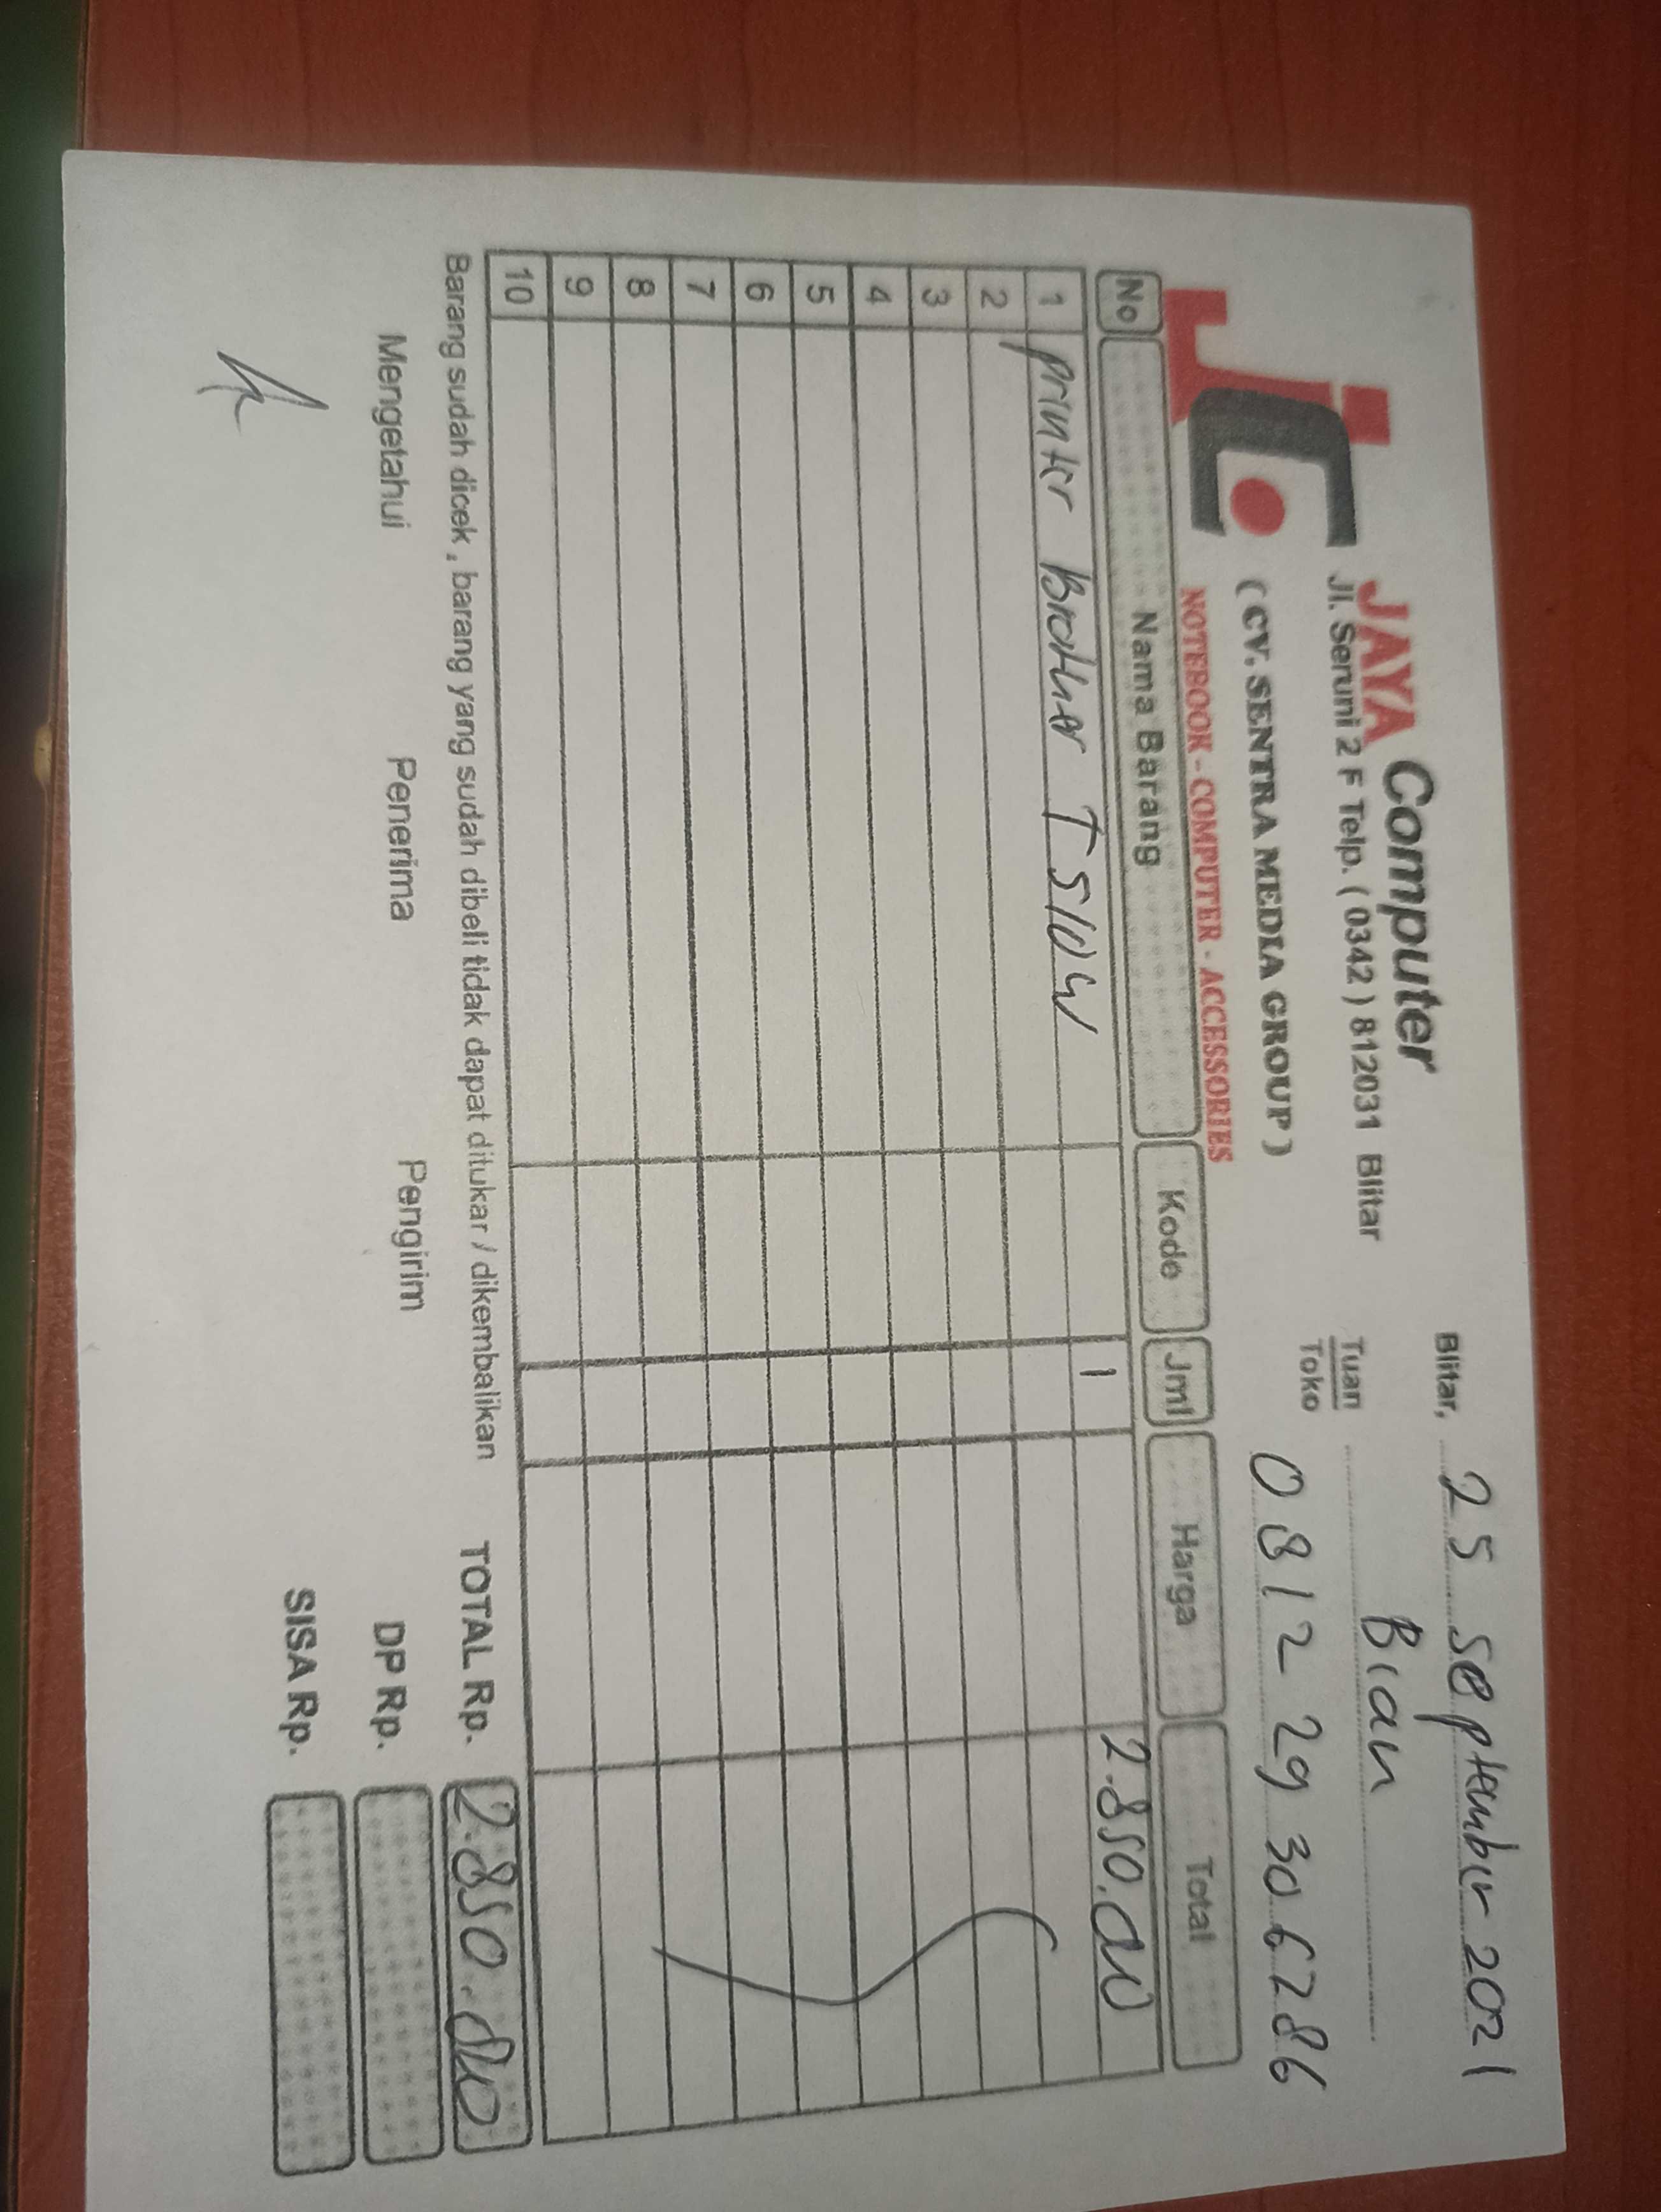 JAYA Computer
Jl. Seruni 2 F Telp. ( 0342 ) 812031 Blitar
( CV. SENTRA MEDIA GROUP )
NOTEBOOK - COMPUTER - ACCESSORIES
Blitar, 25 September 2021
Tuan Bian
Toko 0812 29 30 6286
No Nama Barang Kode Jml Harga Total
1 Printer Brother T510W 1 2.850.000
2
3
4
5
6
7
8
9
10
Barang sudah dicek , barang yang sudah dibeli tidak dapat ditukar / dikembalikan TOTAL Rp. 2.850.000
Mengetahui Penerima Pengirim DP Rp.
SISA Rp.